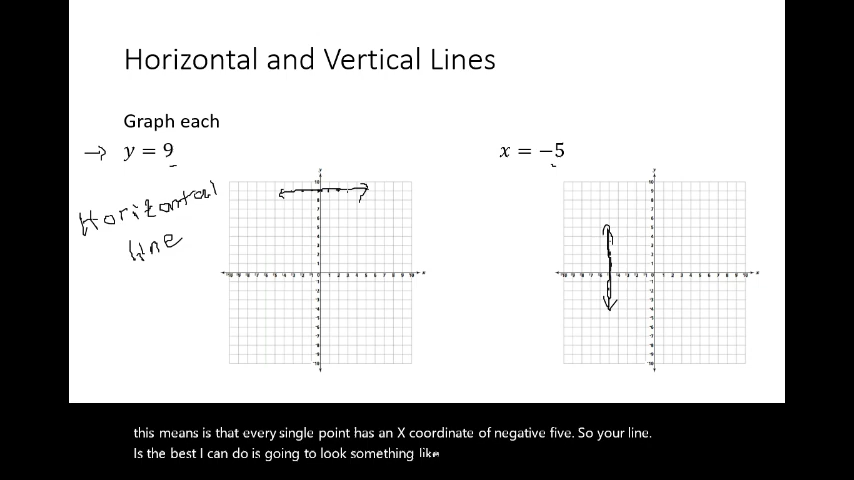 Horizontal and Vertical Lines
Graph each
→ y = 9
x = −5
Horizontal
line
this means is that every single point has an X coordinate of negative five. So your line.
Is the best I can do is going to look something like